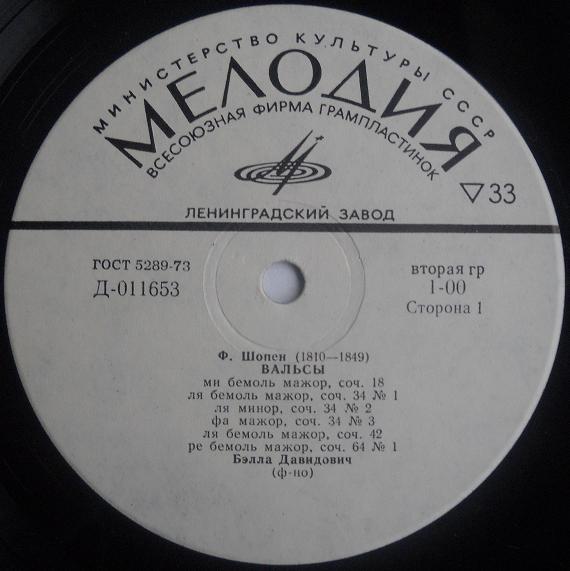 МИНИСТЕРСТВО КУЛЬТУРЫ СССР
МЕЛОДИЯ
ВСЕСОЮЗНАЯ ФИРМА ГРАМПЛАСТИНОК
▽33
ЛЕНИНГРАДСКИЙ ЗАВОД
ГОСТ 5289-73
Д-011653
вторая гр
1-00
Сторона 1
Ф. Шопен (1810—1849)
ВАЛЬСЫ
ми бемоль мажор, соч. 18
ля бемоль мажор, соч. 34 № 1
ля минор, соч. 34 № 2
фа мажор, соч. 34 № 3
ля бемоль мажор, соч. 42
ре бемоль мажор, соч. 64 № 1
Бэлла Давидович
(ф-но)